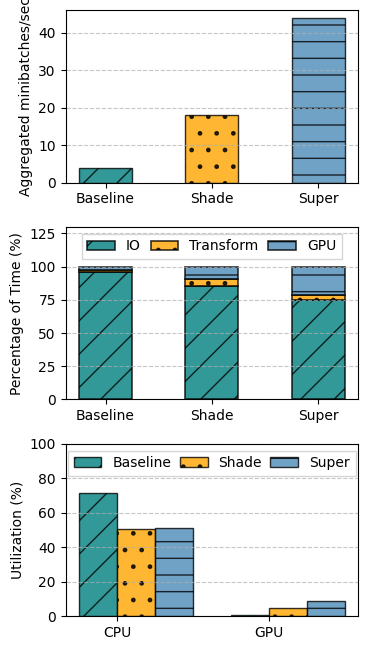 Aggregated minibatches/sec
40
30
20
10
0
Baseline Shade Super
Percentage of Time (%)
125
100
75
50
25
0
IO Transform GPU
Baseline Shade Super
Utilization (%)
100
80
60
40
20
0
Baseline Shade Super
CPU GPU